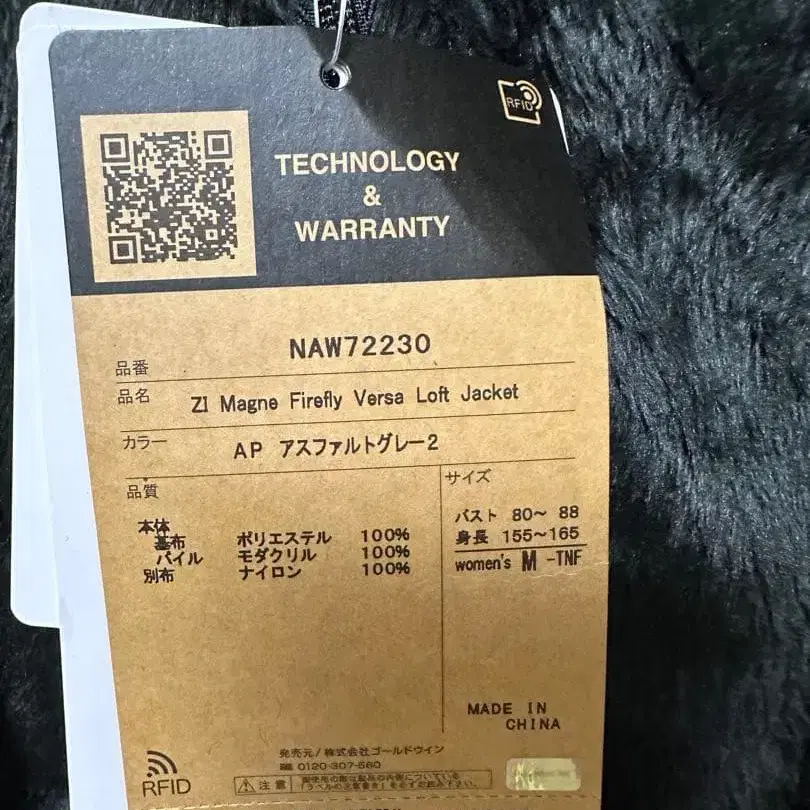 RFID
TECHNOLOGY
&
WARRANTY
品番 NAW72230
品名 ZI Magne Firefly Versa Loft Jacket
カラー AP アスファルトグレー2
品質
本体
基布 ポリエステル 100%
パイル モダクリル 100%
別布 ナイロン 100%
サイズ
バスト 80～ 88
身長 155～165
women's M -TNF
MADE IN
CHINA
RFID
発売元/株式会社ゴールドウイン
0120-307-560
注意